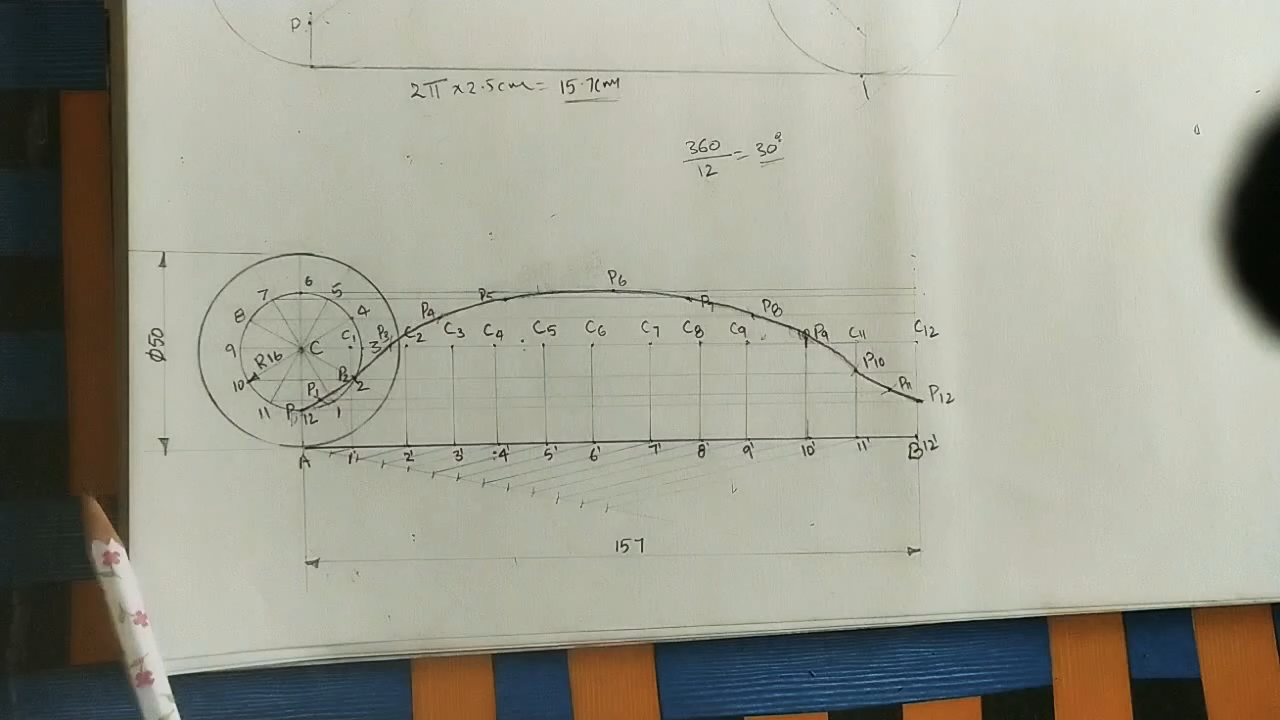 P
2π x 2.5cm = 15.7cm
360
12
= 30°
1
6
7
5
8
4
P4
P5
P6
P7
P8
C1
P3
C2
C3
C4
C5
C6
C7
C8
C9
P9
C11
C12
9
C
3
R16
Φ50
P2
2
P10
10
P1
P11
P12
11
P
12
1
A
1'
2'
3'
4'
5'
6'
7'
8'
9'
10'
11'
B 12'
157